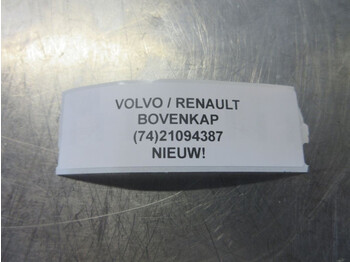 VOLVO / RENAULT
BOVENKAP
(74)21094387
NIEUW!